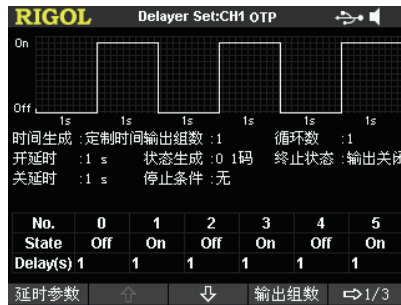 RIGOL Delayer Set:CH1 OTP
On
Off
1s 1s 1s 1s 1s 1s
时间生成 :定制时间输出组数 :1 循环数 :1
开延时 :1 s 状态生成 :0 1码 终止状态 :输出关闭
关延时 :1 s 停止条件 :无
No. 0 1 2 3 4 5
State Off On Off On Off On
Delay(s) 1 1 1 1 1 1
延时参数 输出组数 1/3